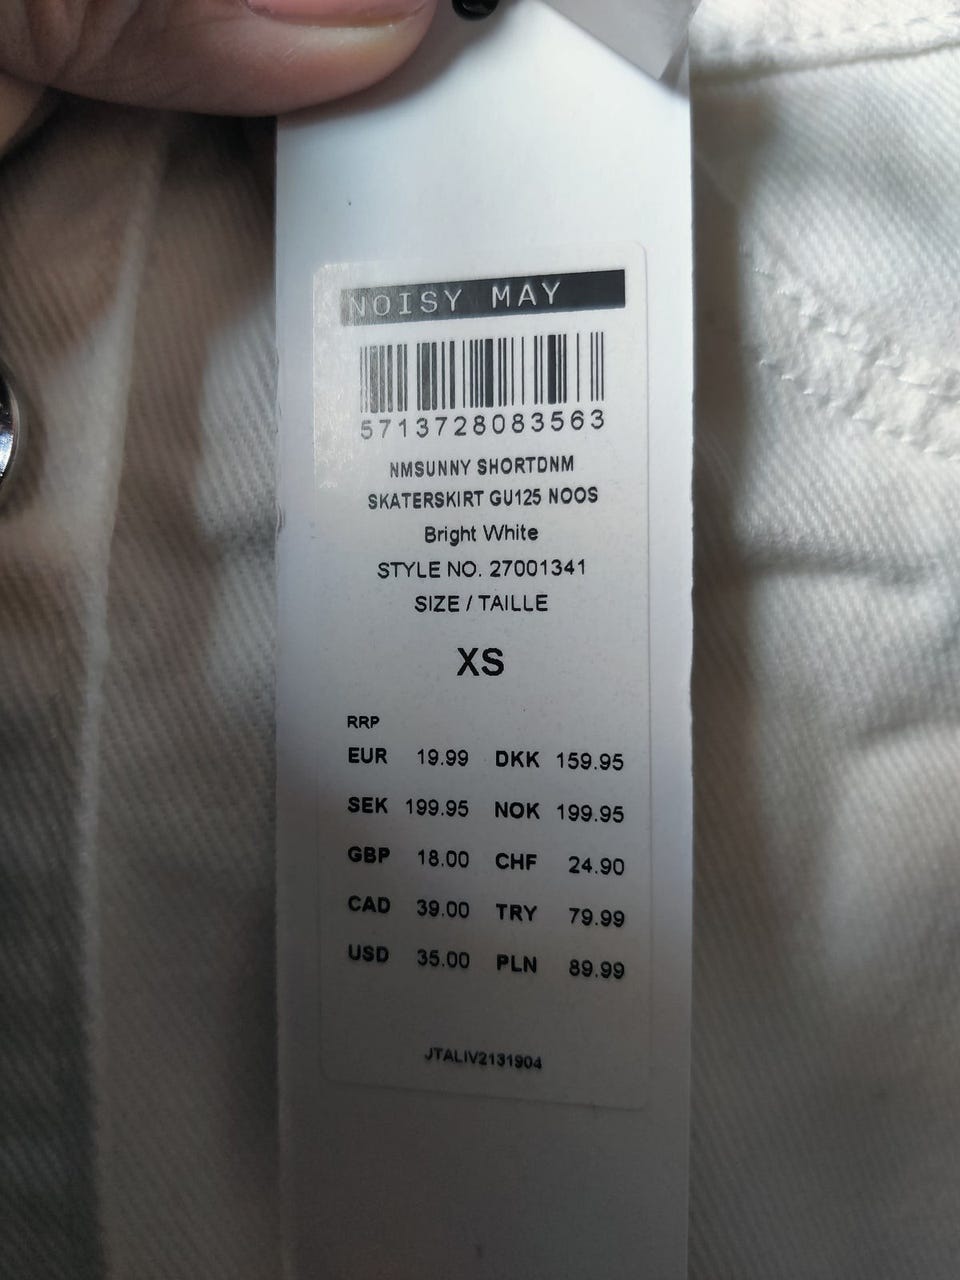 NOISY MAY
5713728083563
NMSUNNY SHORTDNM
SKATERSKIRT GU125 NOOS
Bright White
STYLE NO. 27001341
SIZE / TAILLE
XS
RRP
EUR 19.99 DKK 159.95
SEK 199.95 NOK 199.95
GBP 18.00 CHF 24.90
CAD 39.00 TRY 79.99
USD 35.00 PLN 89.99
JTALIV2131904